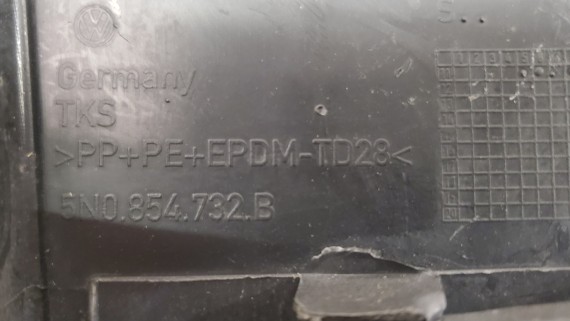 Germany
TKS
>PP+PE+EPDM-TD28<
5N0.854.732.B